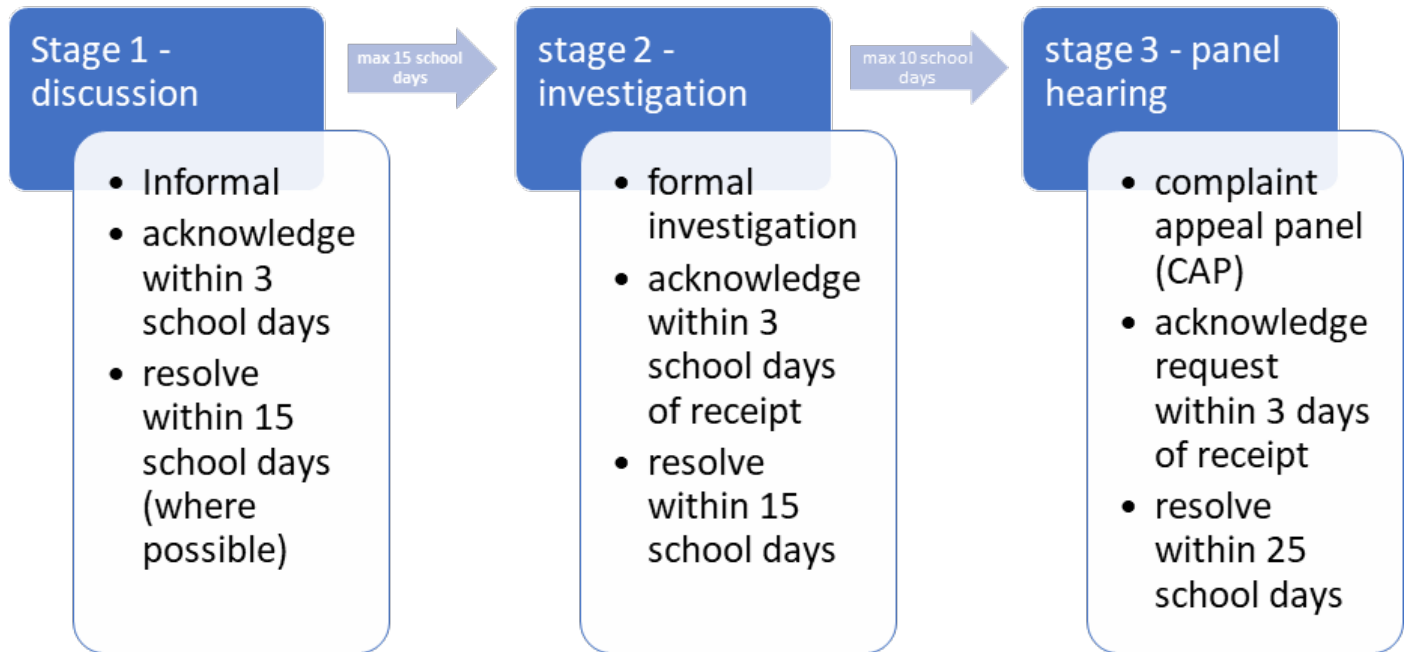 Stage 1 -
discussion
• Informal
• acknowledge
within 3
school days
• resolve
within 15
school days
(where
possible)
max 15 school
days
stage 2 -
investigation
• formal
investigation
• acknowledge
within 3
school days
of receipt
• resolve
within 15
school days
max 10 school
days
stage 3 - panel
hearing
• complaint
appeal panel
(CAP)
• acknowledge
request
within 3 days
of receipt
• resolve
within 25
school days